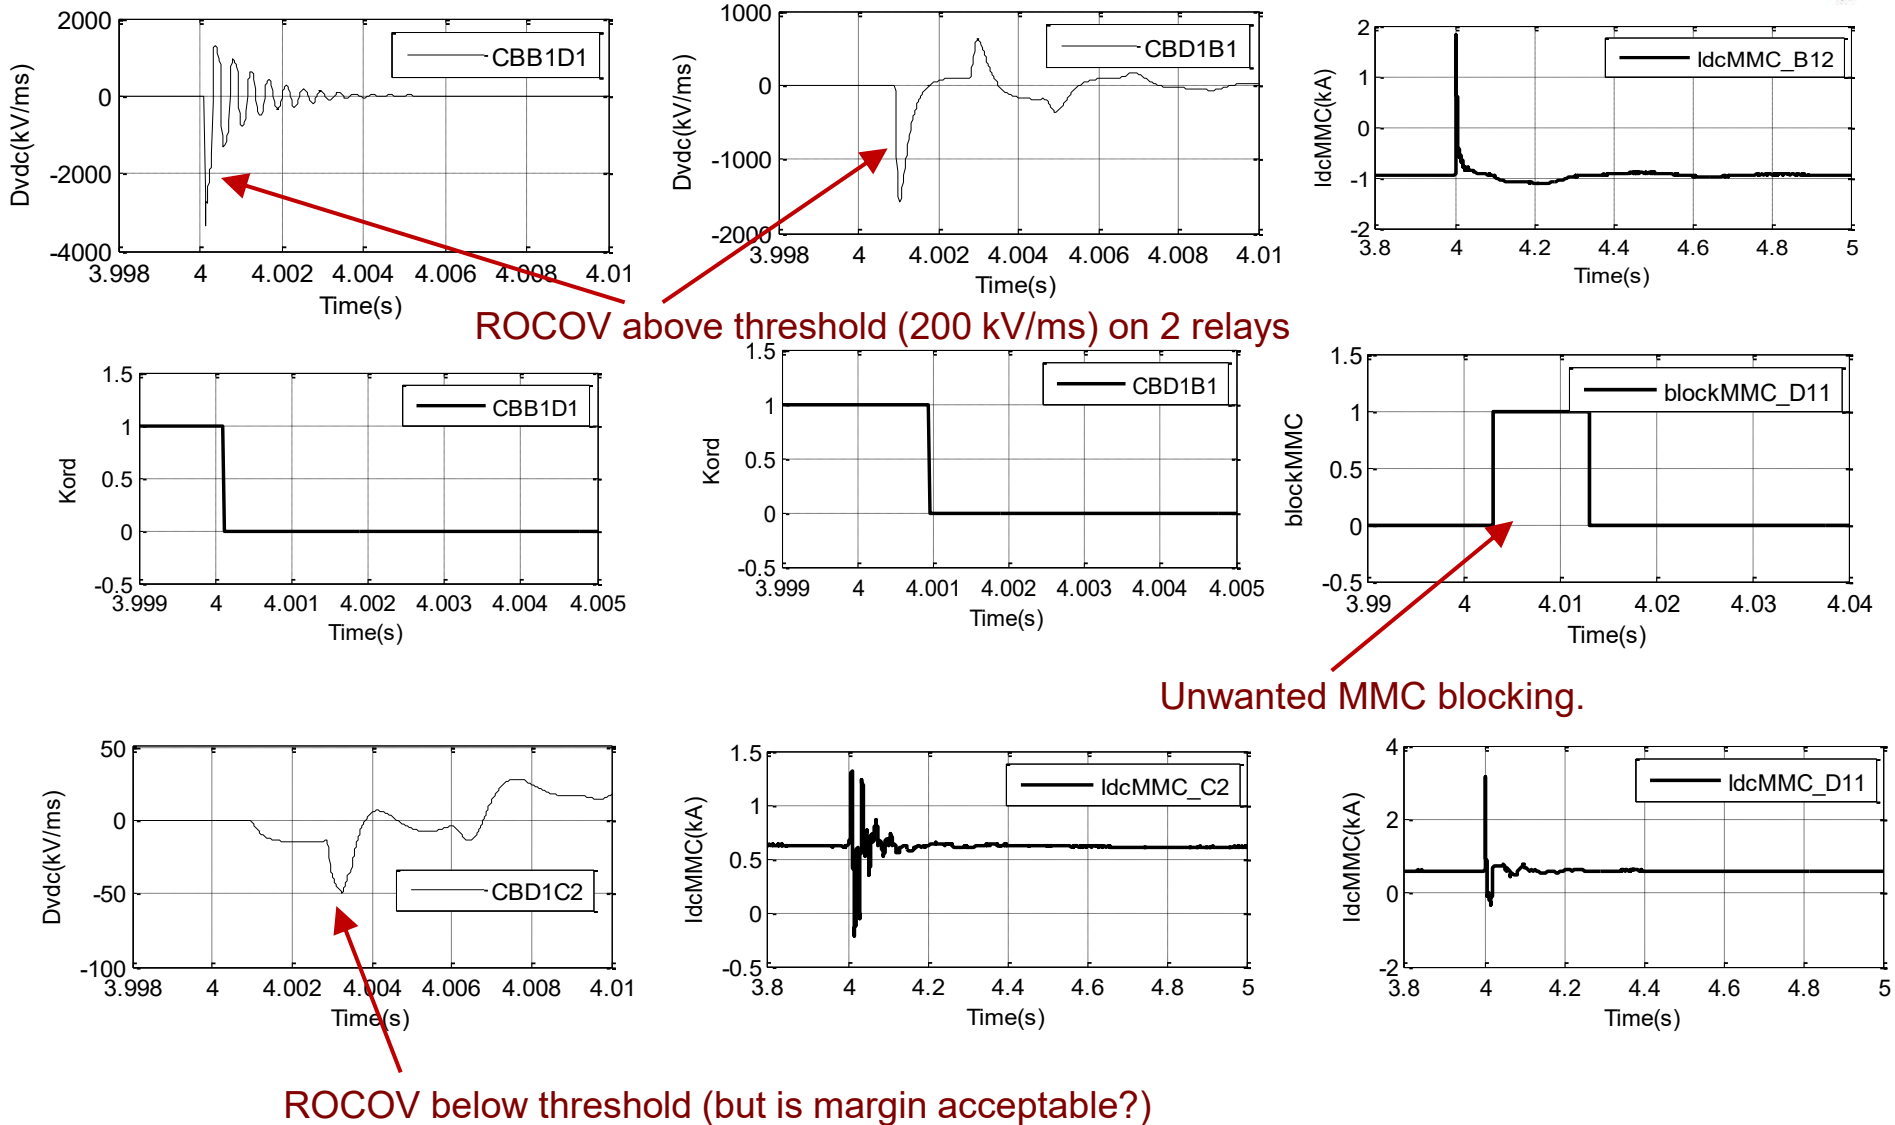 2000
0
-2000
-4000
Dvdc(kV/ms)
CBB1D1
3.998 4 4.002 4.004 4.006 4.008 4.01
Time(s)
1000
0
-1000
-2000
Dvdc(kV/ms)
CBD1B1
3.998 4 4.002 4.004 4.006 4.008 4.01
Time(s)
2
1
0
-1
-2
IdcMMC(kA)
IdcMMC_B12
3.8 4 4.2 4.4 4.6 4.8 5
Time(s)
ROCOV above threshold (200 kV/ms) on 2 relays
1.5
1
0.5
0
-0.5
Kord
CBB1D1
3.999 4 4.001 4.002 4.003 4.004 4.005
Time(s)
1.5
1
0.5
0
-0.5
Kord
CBD1B1
3.999 4 4.001 4.002 4.003 4.004 4.005
Time(s)
1.5
1
0.5
0
-0.5
blockMMC
blockMMC_D11
3.99 4 4.01 4.02 4.03 4.04
Time(s)
Unwanted MMC blocking.
50
0
-50
-100
Dvdc(kV/ms)
CBD1C2
3.998 4 4.002 4.004 4.006 4.008 4.01
Time(s)
1.5
1
0.5
0
-0.5
IdcMMC(kA)
IdcMMC_C2
3.8 4 4.2 4.4 4.6 4.8 5
Time(s)
4
2
0
-2
IdcMMC(kA)
IdcMMC_D11
3.8 4 4.2 4.4 4.6 4.8 5
Time(s)
ROCOV below threshold (but is margin acceptable?)